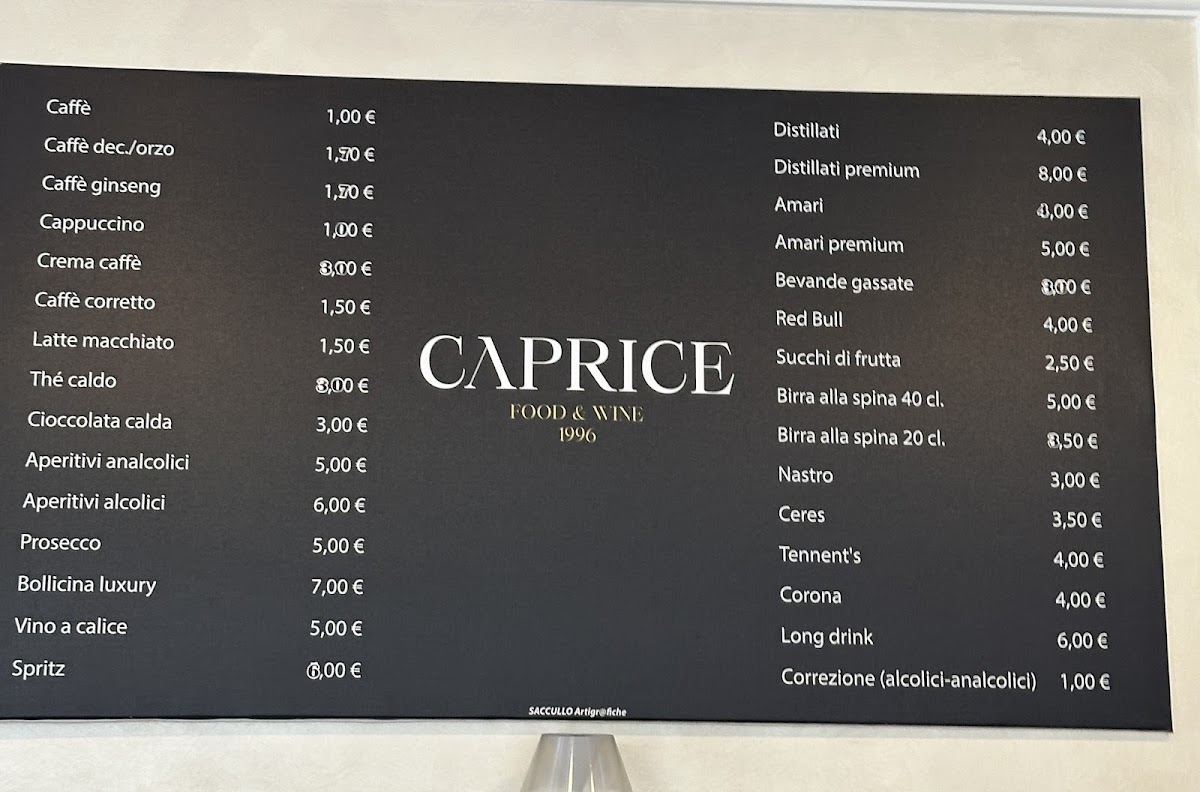 Caffè 1,00 €
Caffè dec./orzo €
Caffè ginseng €
Cappuccino €
Crema caffè €
Caffè corretto 1,50 €
Latte macchiato 1,50 €
Thé caldo €
Cioccolata calda 3,00 €
Aperitivi analcolici 5,00 €
Aperitivi alcolici 6,00 €
Prosecco 5,00 €
Bollicina luxury 7,00 €
Vino a calice 5,00 €
Spritz €
CAPRICE
FOOD & WINE
1996
Distillati 4,00 €
Distillati premium 8,00 €
Amari €
Amari premium 5,00 €
Bevande gassate €
Red Bull 4,00 €
Succhi di frutta 2,50 €
Birra alla spina 40 cl. 5,00 €
Birra alla spina 20 cl. €
Nastro 3,00 €
Ceres 3,50 €
Tennent's 4,00 €
Corona 4,00 €
Long drink 6,00 €
Correzione (alcolici-analcolici) 1,00 €
SACCULLO Artigr@fiche